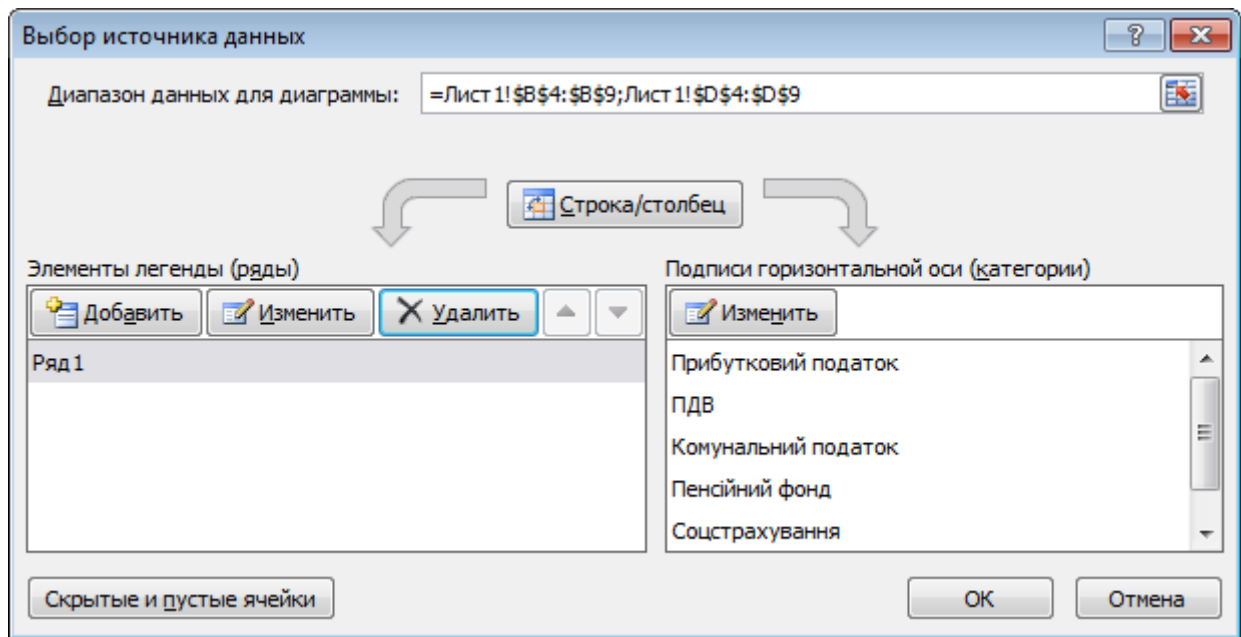 Выбор источника данных
Диапазон данных для диаграммы: =Лист1!$B$4:$B$9;Лист1!$D$4:$D$9
Строка/столбец
Элементы легенды (ряды)
Добавить Изменить Удалить
Ряд1
Подписи горизонтальной оси (категории)
Изменить
Прибутковий податок
ПДВ
Комунальний податок
Пенсійний фонд
Соцстрахування
Скрытые и пустые ячейки
ОК Отмена